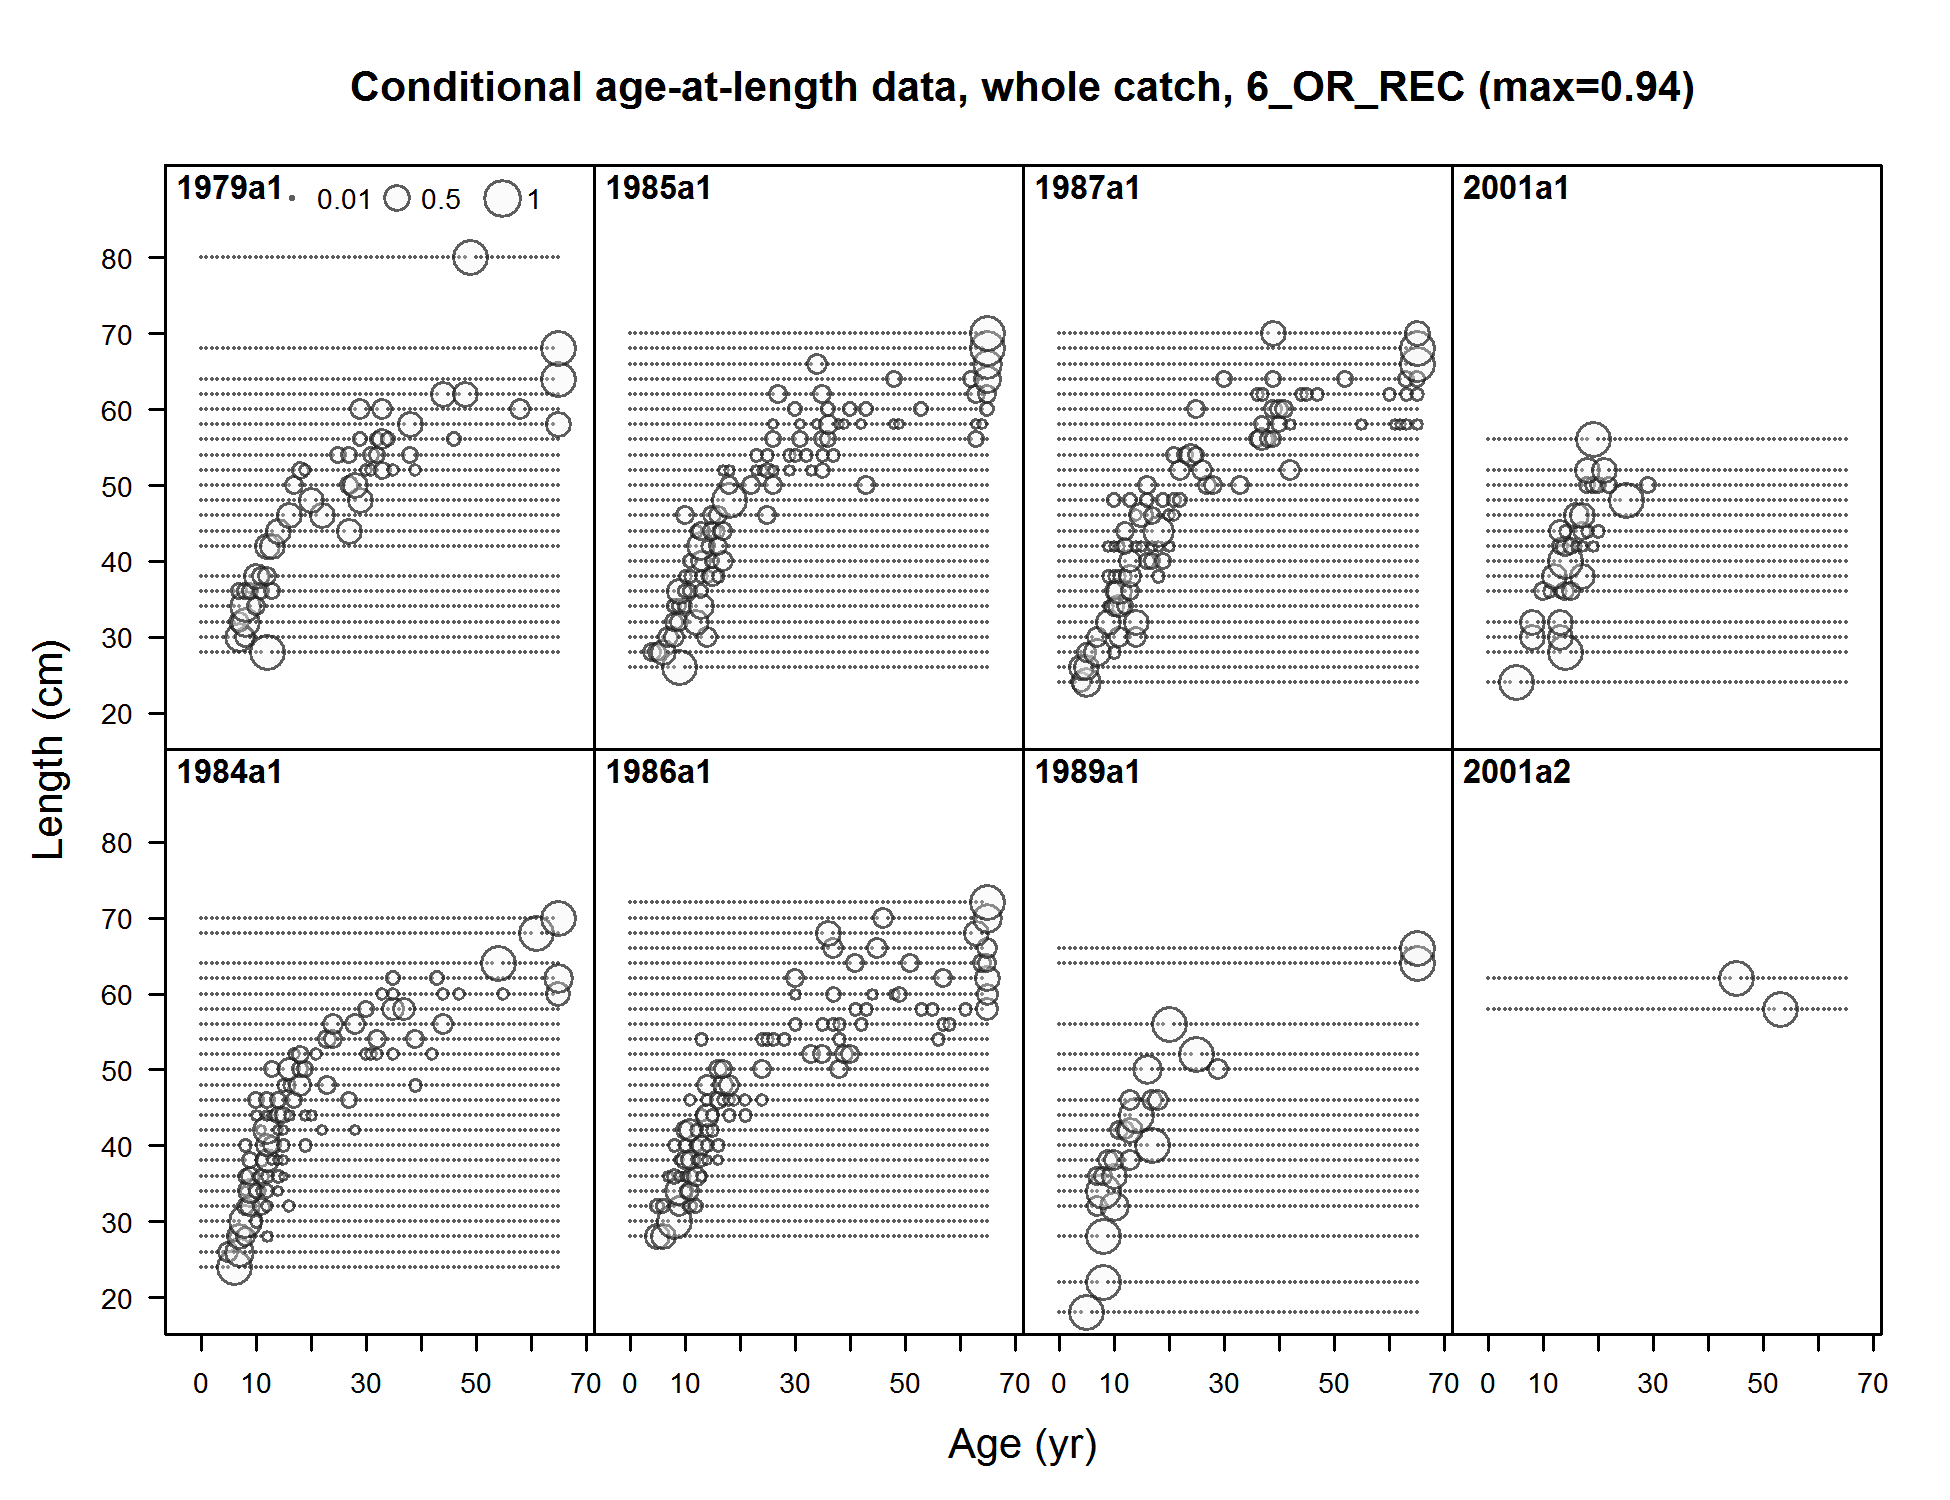 Conditional age-at-length data, whole catch, 6_OR_REC (max=0.94)
1979a1 0.01 0.5 1
1985a1
1987a1
2001a1
80
70
60
50
40
30
20
1984a1
1986a1
1989a1
2001a2
80
70
60
50
40
30
20
Length (cm)
0 10 30 50 70 0 10 30 50 70 0 10 30 50 70 0 10 30 50 70
Age (yr)